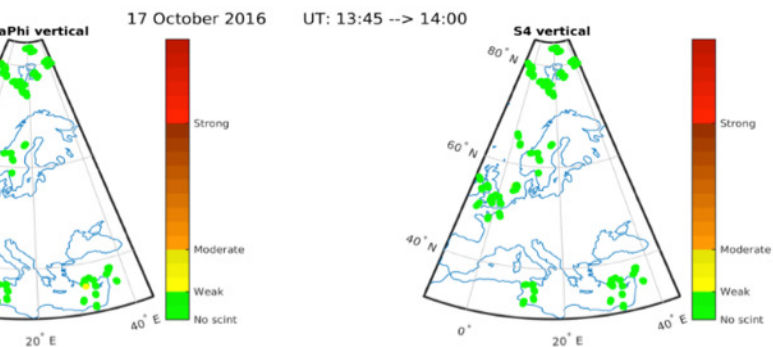 17 October 2016 UT: 13:45 --> 14:00
aPhi vertical
Strong
Moderate
Weak
No scint
20° E
40° E
S4 vertical
80° N
60° N
40° N
0°
20° E
40° E
Strong
Moderate
Weak
No scint